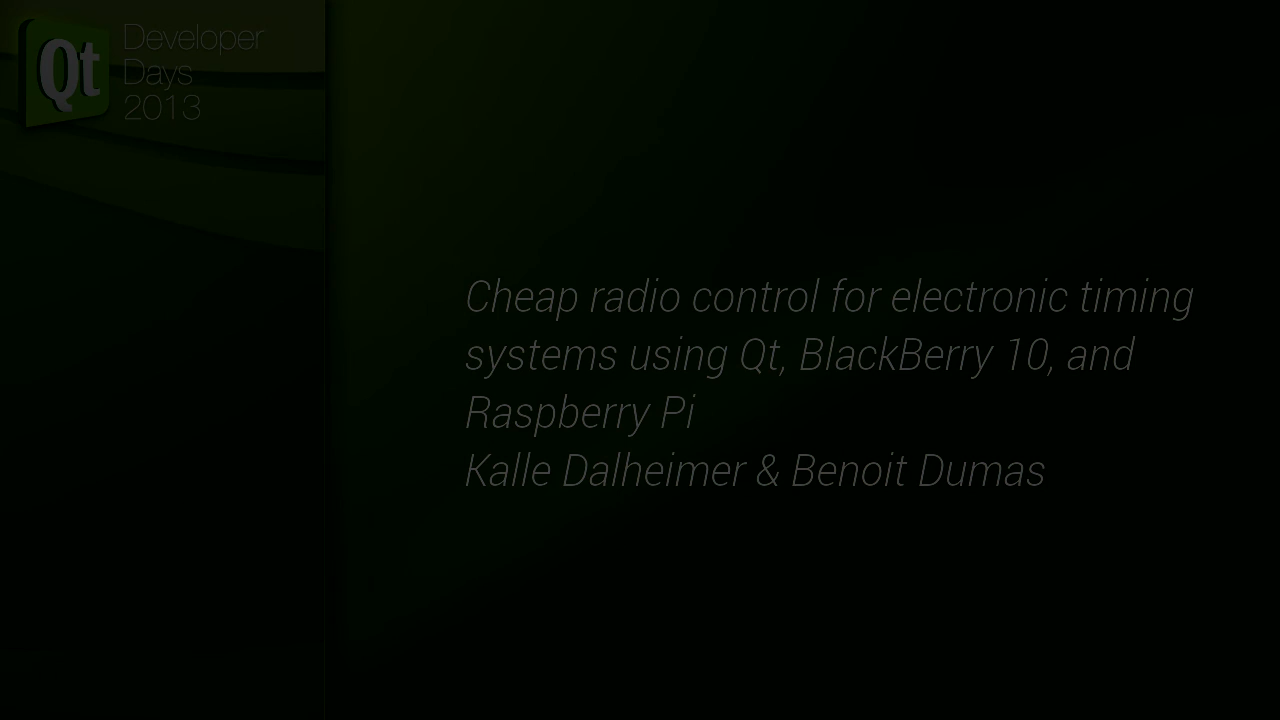 Qt
Developer
Days
2013
Cheap radio control for electronic timing
systems using Qt, BlackBerry 10, and
Raspberry Pi
Kalle Dalheimer & Benoit Dumas